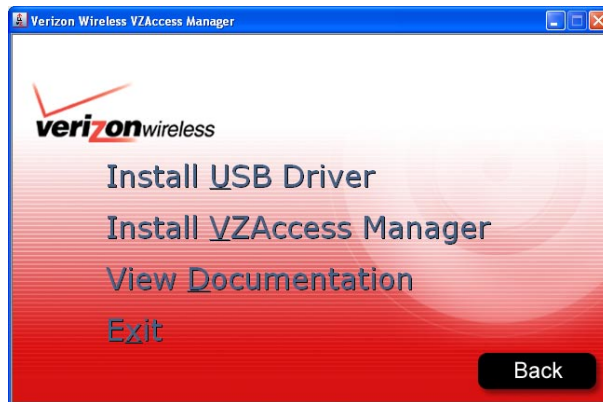 Verizon Wireless VZAccess Manager
verizonwireless
Install USB Driver
Install VZAccess Manager
View Documentation
Exit
Back